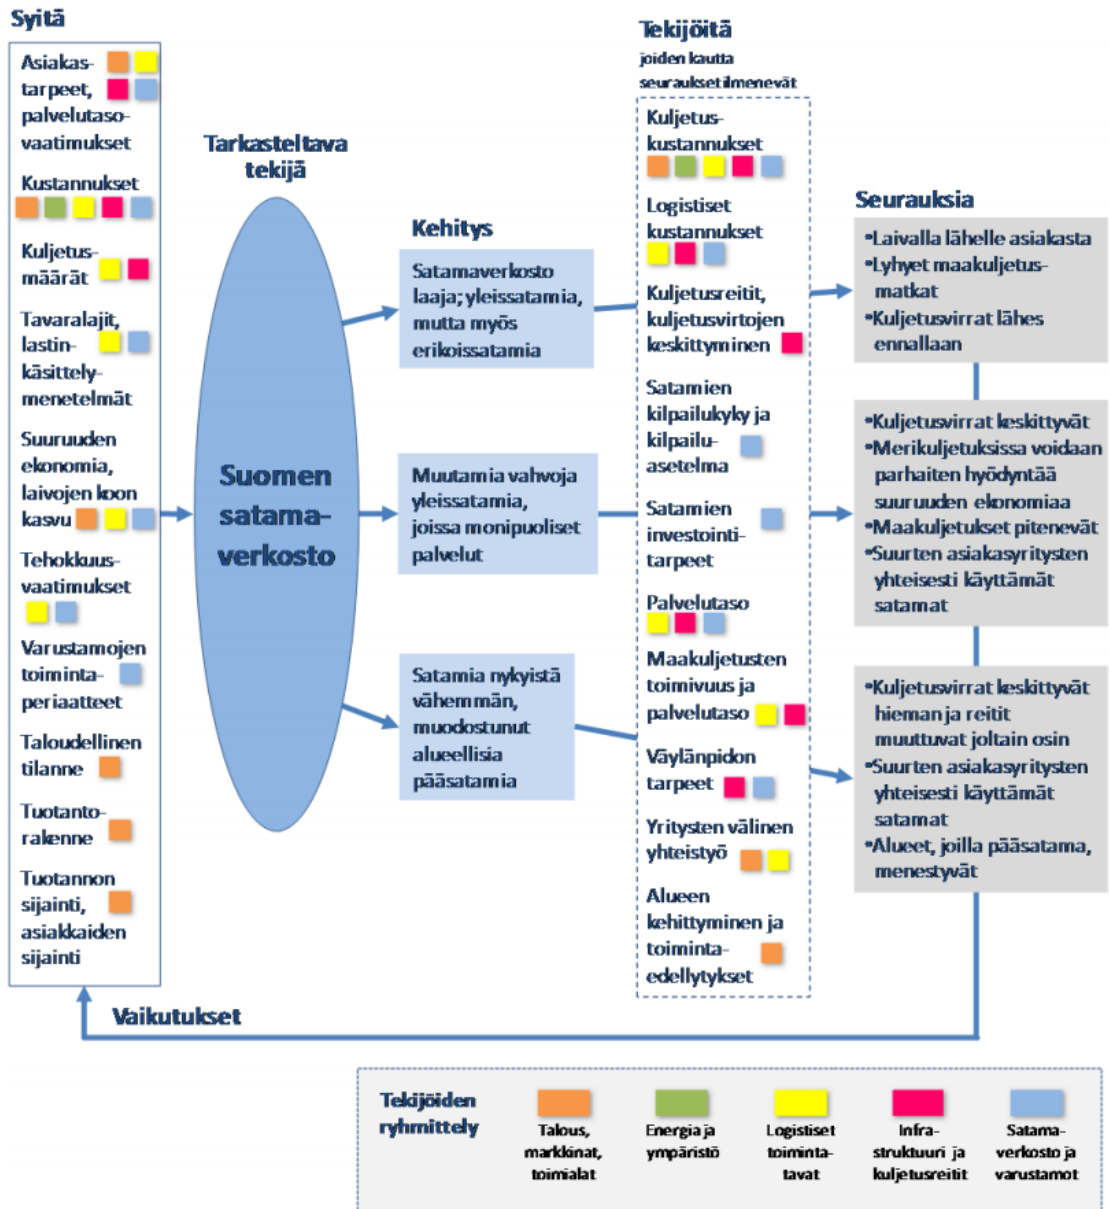 Syitä
Asiakas-
tarpeet,
palvelutaso-
vaatimukset
Kustannukset
Kuljetus-
määrät
Tavaralajit,
lastin-
käsittely-
menetelmät
Suuruuden
ekonomia,
laivojen koon
kasvu
Tehokkuus-
vaatimukset
Varustamojen
toiminta-
periaatteet
Taloudellinen
tilanne
Tuotanto-
rakenne
Tuotannon
sijainti,
asiakkaiden
sijainti
Tarkasteltava
tekijä
Suomen
satama-
verkosto
Kehitys
Satamaverkosto
laaja; yleissatamia,
mutta myös
erikoissatamia
Muutamia vahvoja
yleissatamia,
joissa monipuoliset
palvelut
Satamia nykyistä
vähemmän,
muodostunut
alueellisia
pääsatamia
Tekijöitä
joiden kautta
seuraukset ilmenevät
Kuljetus-
kustannukset
Logistiset
kustannukset
Kuljetusreitit,
kuljetusvirtojen
keskittyminen
Satamien
kilpailukyky ja
kilpailu-
asetelma
Satamien
investointi-
tarpeet
Palvelutaso
Maakuljetusten
toimivuus ja
palvelutaso
Väylänpidon
tarpeet
Yritysten välinen
yhteistyö
Alueen
kehittyminen ja
toiminta-
edellytykset
Seurauksia
•Laivalla lähelle asiakasta
•Lyhyet maakuljetus-
matkat
•Kuljetusvirrat lähes
ennallaan
•Kuljetusvirrat keskittyvät
•Merikuljetuksissa voidaan
parhaiten hyödyntää
suuruuden ekonomiaa
•Maakuljetukset pitenevät
•Suurten asiakasyritysten
yhteisesti käyttämät
satamat
•Kuljetusvirrat keskittyvät
hieman ja reitit
muuttuvat joltain osin
•Suurten asiakasyritysten
yhteisesti käyttämät
satamat
•Alueet, joilla pääsatama,
menestyvät
Vaikutukset
Tekijöiden
ryhmittely
Talous,
markkinat,
toimialat
Energia ja
ympäristö
Logistiset
toiminta-
tavat
Infra-
struktuuri ja
kuljetusreitit
Satama-
verkosto ja
varustamot